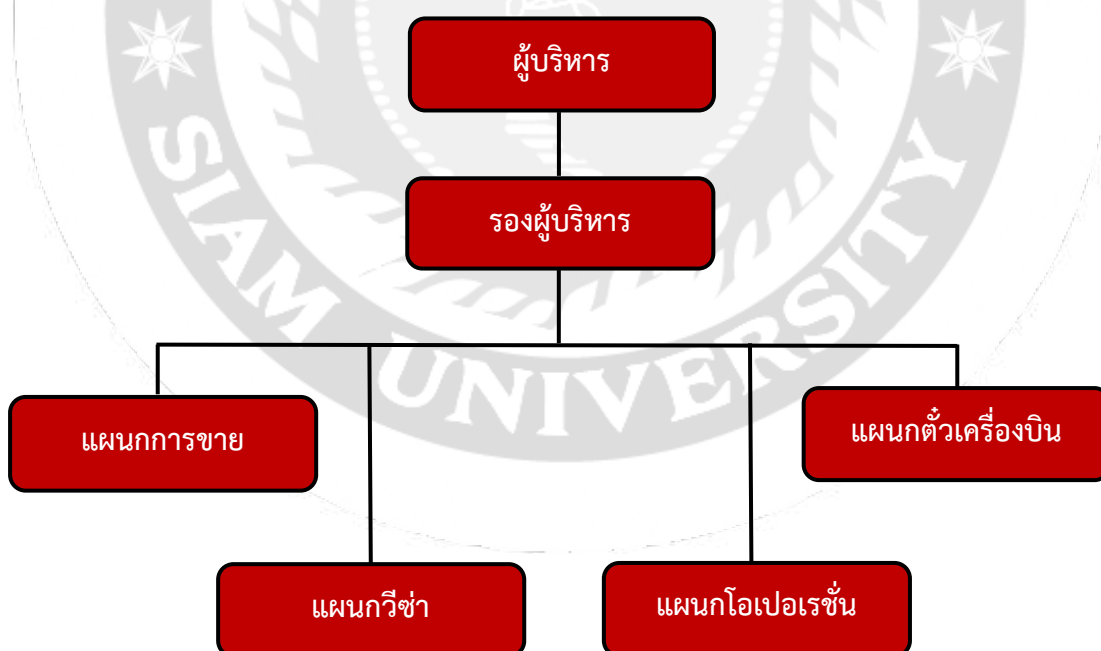 ผู้บริหาร
รองผู้บริหาร
แผนกการขาย
แผนกตั๋วเครื่องบิน
แผนกวีซ่า
แผนกโอเปอเรชั่น
SIAM UNIVERSITY